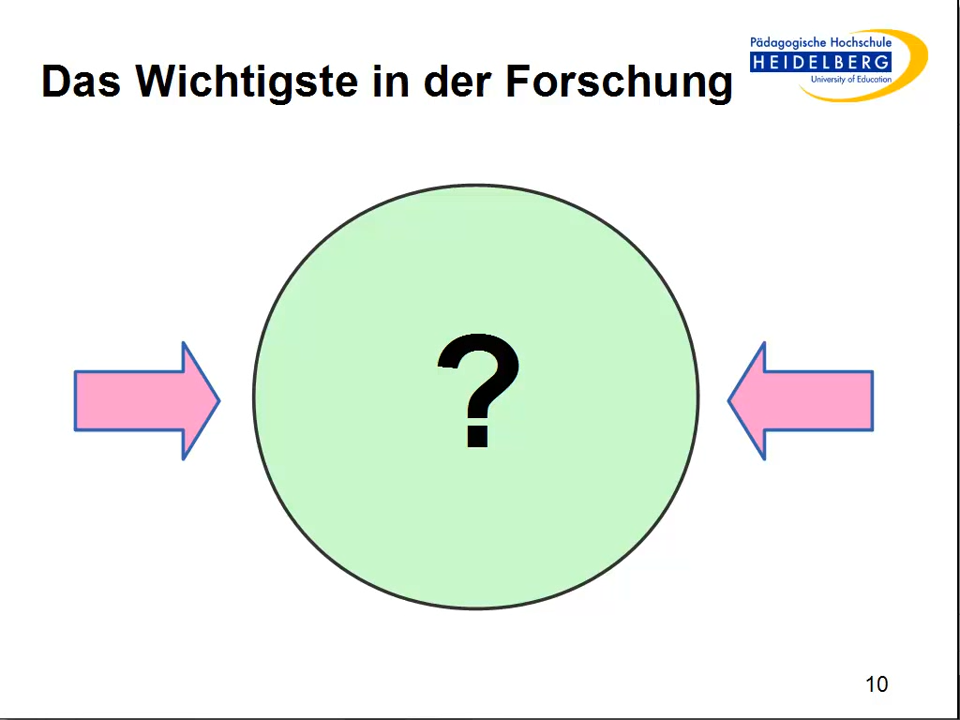 Das Wichtigste in der Forschung
Pädagogische Hochschule
HEIDELBERG
University of Education
?
10